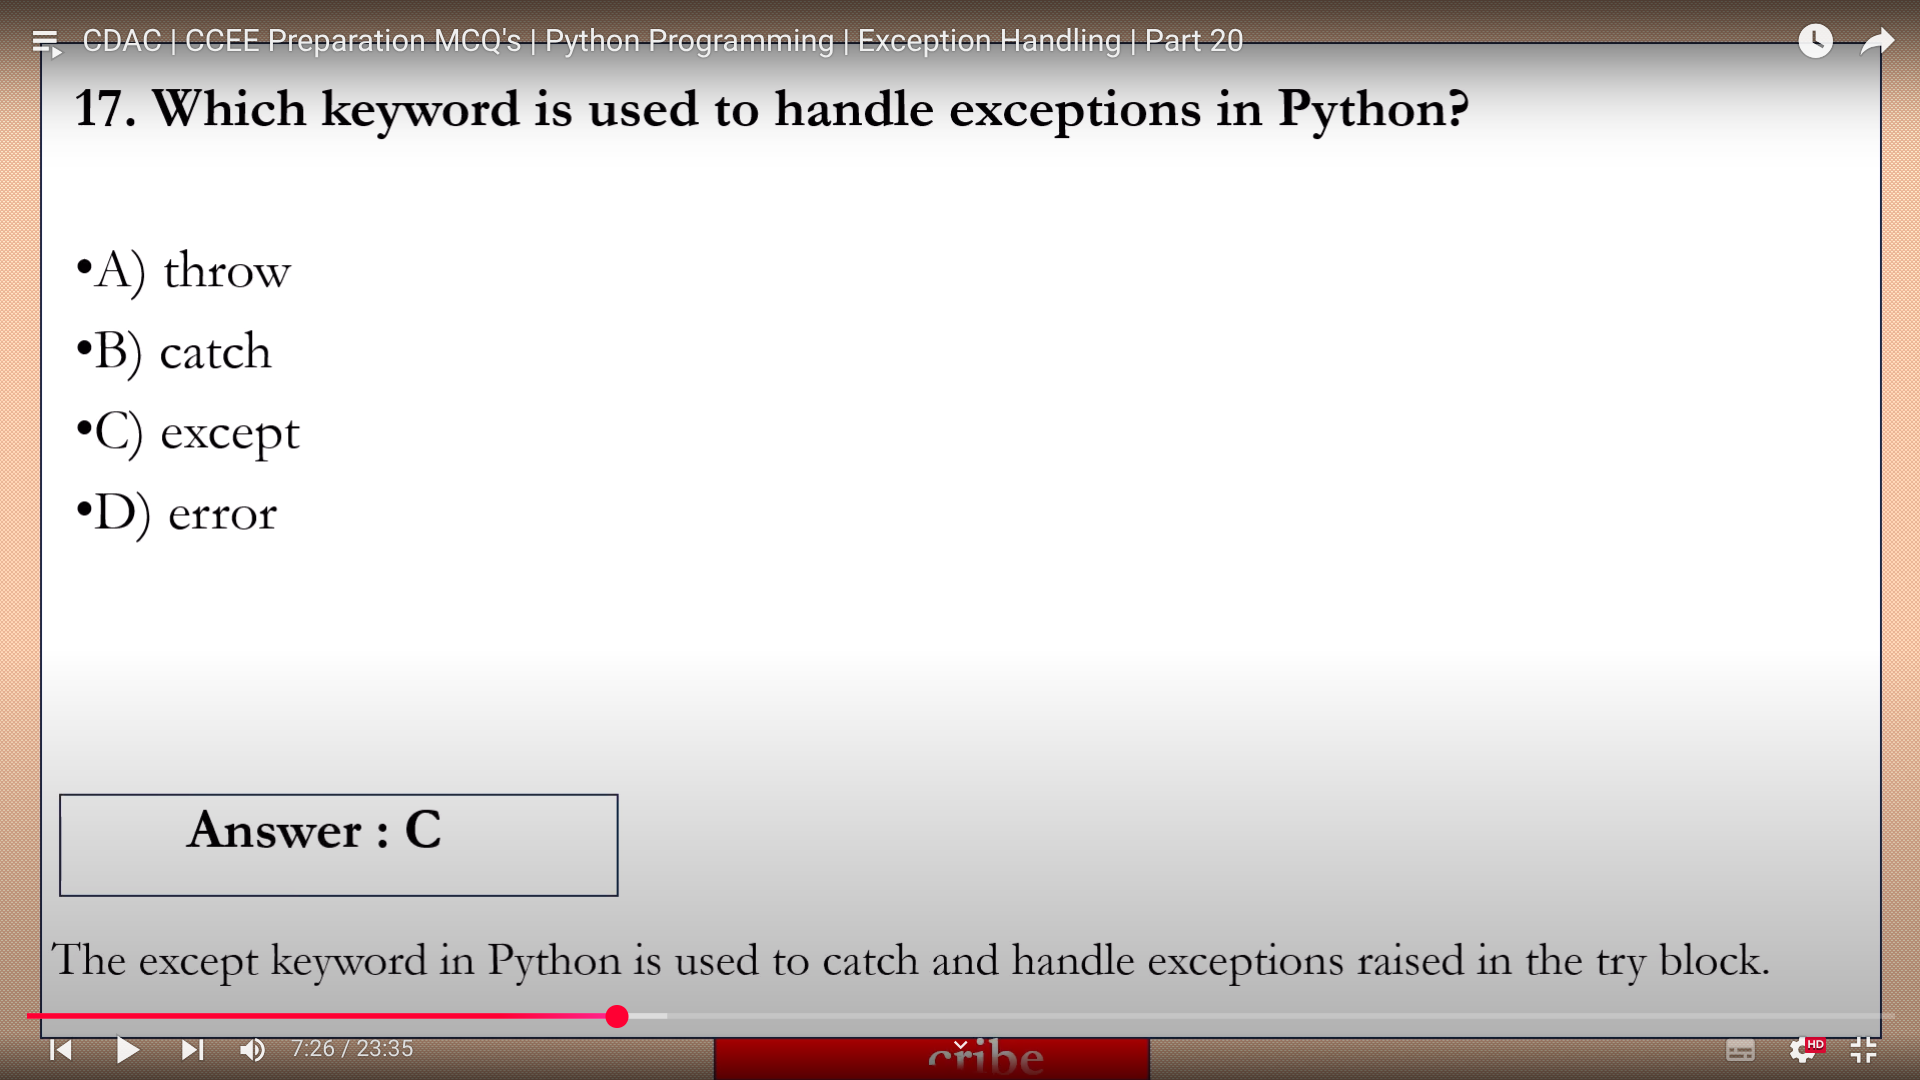 CDAC | CCEE Preparation MCQ's | Python Programming | Exception Handling | Part 20
17. Which keyword is used to handle exceptions in Python?
•A) throw
•B) catch
•C) except
•D) error
Answer : C
The except keyword in Python is used to catch and handle exceptions raised in the try block.
7:26 / 23:35
cribe
HD